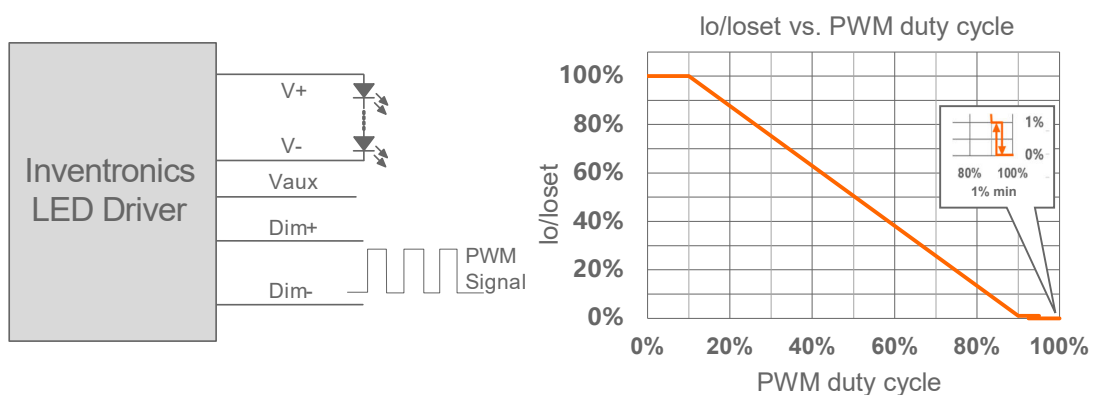 Inventronics
LED Driver
V+
V-
Vaux
Dim+
Dim-
PWM
Signal
Io/Ioset vs. PWM duty cycle
Io/Ioset
100%
80%
60%
40%
20%
0%
0% 20% 40% 60% 80% 100%
PWM duty cycle
1%
0%
80% 100%
1% min